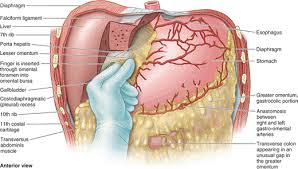 Diaphragm
Falciform ligament
Liver
7th rib
Porta hepatis
Lesser omentum
Finger is inserted
through omental
foramen into
omental bursa
Gallbladder
Costodiaphragmatic
(pleural) recess
10th rib
11th costal
cartilage
Transversus
abdominis
muscle
Anterior view
Esophagus
Diaphragm
Stomach
Greater omentum,
gastrocolic portion
Anastomosis
between right
and left
gastro-omental
arteries
Transverse colon
appearing in an
unusual gap in
the greater
omentum